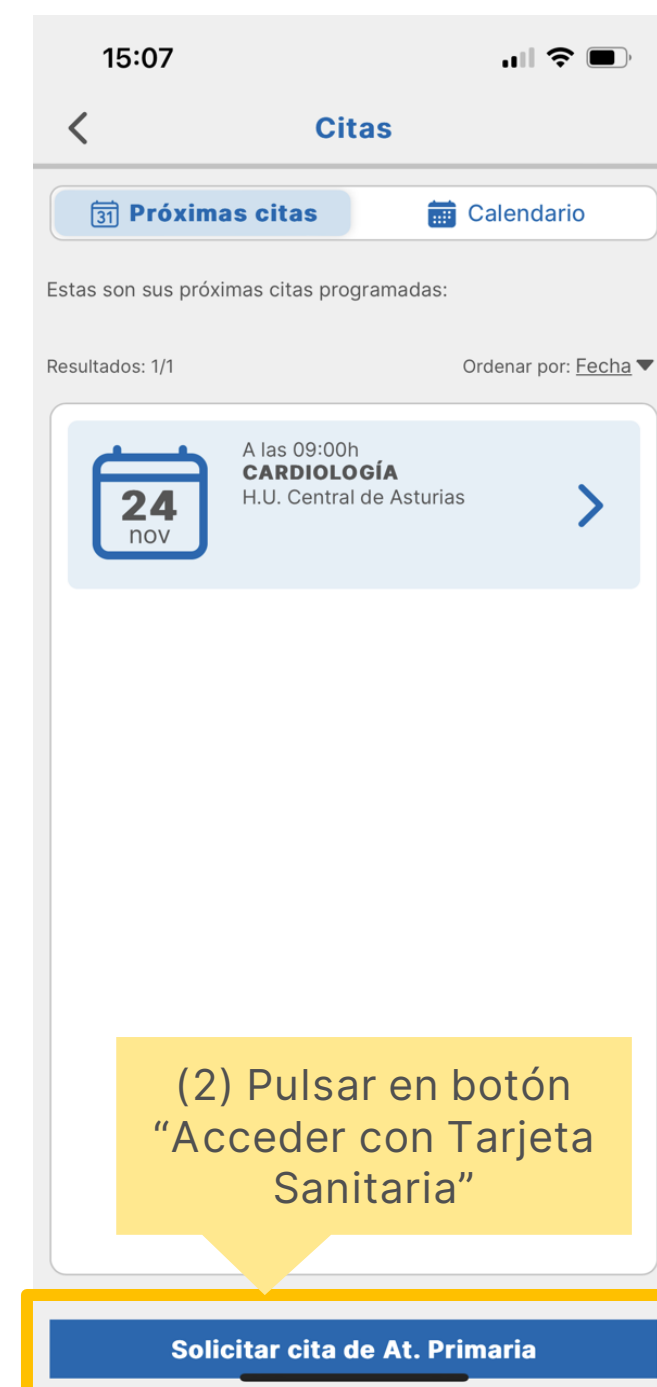 15:07
Citas
31 Próximas citas Calendario
Estas son sus próximas citas programadas:
Resultados: 1/1 Ordenar por: Fecha
A las 09:00h
CARDIOLOGÍA
H.U. Central de Asturias
24
nov
(2) Pulsar en botón
“Acceder con Tarjeta
Sanitaria”
Solicitar cita de At. Primaria